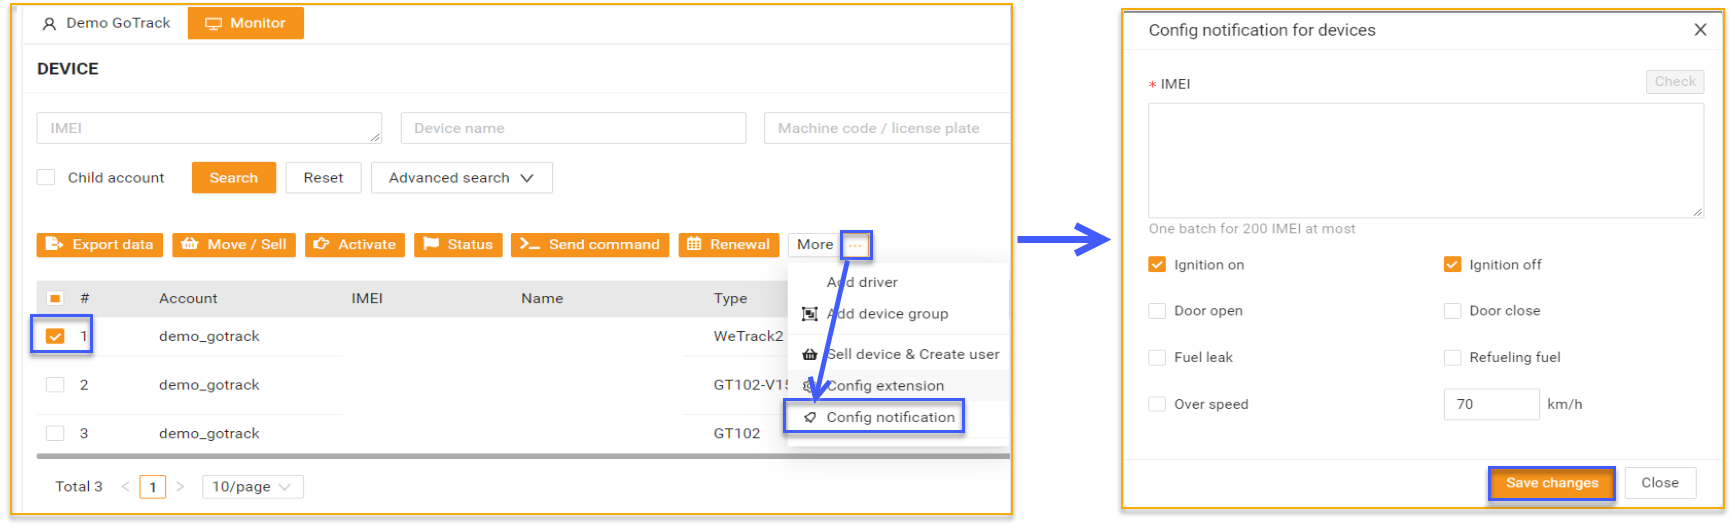 Demo GoTrack
Monitor
DEVICE
IMEI
Device name
Machine code / license plate
Child account
Search
Reset
Advanced search
Export data
Move / Sell
Activate
Status
Send command
Renewal
More
...
Add driver
Add device group
Sell device & Create user
Config extension
Config notification
# Account IMEI Name Type
1 demo_gotrack WeTrack2
2 demo_gotrack GT102-V15
3 demo_gotrack GT102
Total 3 < 1 > 10/page
Config notification for devices
* IMEI
Check
One batch for 200 IMEI at most
Ignition on
Ignition off
Door open
Door close
Fuel leak
Refueling fuel
Over speed
70 km/h
Save changes
Close